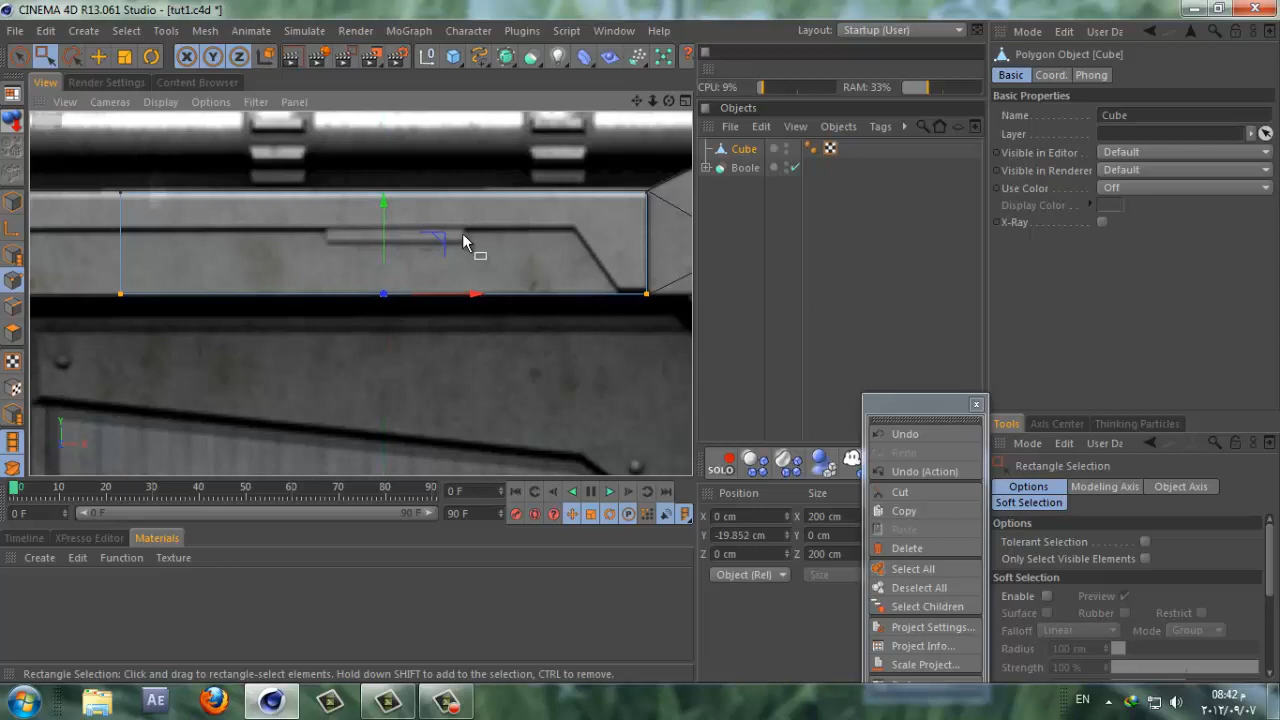 CINEMA 4D R13.061 Studio - [tut1.c4d *]
File Edit Create Select Tools Mesh Animate Simulate Render MoGraph Character Plugins Script Window Layout: Startup (User)
View Render Settings Content Browser
View Cameras Display Options Filter Panel
CPU: 9% RAM: 33%
Objects
File Edit View Objects Tags
Cube
Boole
Mode Edit User Da
Polygon Object [Cube]
Basic Coord. Phong
Basic Properties
Name Cube
Layer
Visible in Editor Default
Visible in Renderer Default
Use Color Off
Display Color
X-Ray
Y
Undo
Redo
Undo (Action)
Cut
Copy
Paste
Delete
Select All
Deselect All
Select Children
Project Settings...
Project Info...
Scale Project...
Tools Axis Center Thinking Particles
Mode Edit User Da
Rectangle Selection
Options Modeling Axis Object Axis
Soft Selection
Options
Tolerant Selection
Only Select Visible Elements
Soft Selection
Enable Preview
Surface Rubber Restrict
Falloff Linear Mode Group
Radius 100 cm
Strength 100 %
SOLO
0 10 20 30 40 50 60 70 80 90 0 F
0 F 0 F 90 F 90 F
Position Size
X 0 cm X 200 cm
Y -19.852 cm Y 0 cm
Z 0 cm Z 200 cm
Object (Rel) Size
Timeline XPresso Editor Materials
Create Edit Function Texture
Rectangle Selection: Click and drag to rectangle-select elements. Hold down SHIFT to add to the selection, CTRL to remove.
Ae
EN
08:42 م
٢٠١٢/٠٩/٠٧